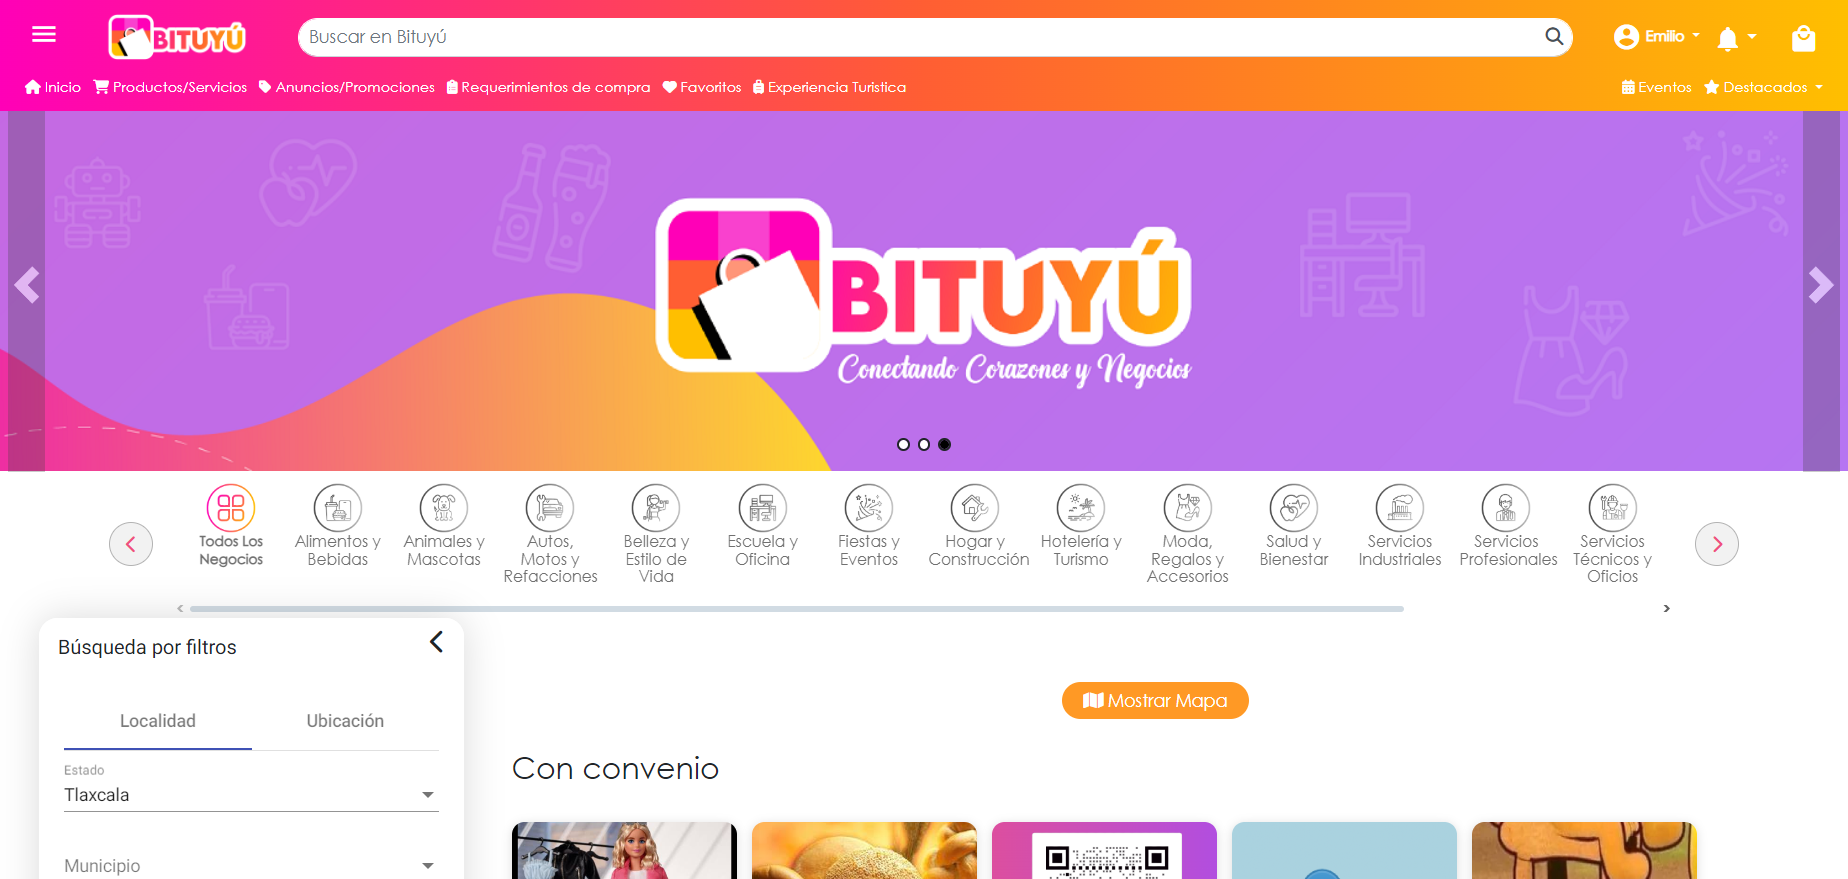 BITUYÚ
Buscar en Bituyú
Emilio
Inicio
Productos/Servicios
Anuncios/Promociones
Requerimientos de compra
Favoritos
Experiencia Turistica
Eventos
Destacados
BITUYÚ
Conectando Corazones y Negocios
Todos Los
Negocios
Alimentos y
Bebidas
Animales y
Mascotas
Autos,
Motos y
Refacciones
Belleza y
Estilo de
Vida
Escuela y
Oficina
Fiestas y
Eventos
Hogar y
Construcción
Hotelería y
Turismo
Moda,
Regalos y
Accesorios
Salud y
Bienestar
Servicios
Industriales
Servicios
Profesionales
Servicios
Técnicos y
Oficios
Búsqueda por filtros
Localidad
Ubicación
Estado
Tlaxcala
Municipio
Mostrar Mapa
Con convenio